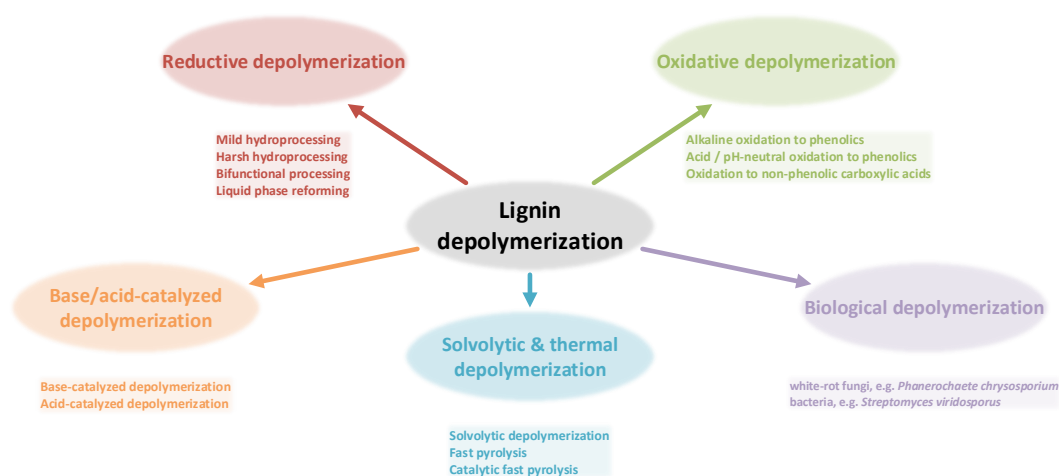 Reductive depolymerization
Oxidative depolymerization
Mild hydroprocessing
Harsh hydroprocessing
Bifunctional processing
Liquid phase reforming
Alkaline oxidation to phenolics
Acid / pH-neutral oxidation to phenolics
Oxidation to non-phenolic carboxylic acids
Lignin
depolymerization
Base/acid-catalyzed
depolymerization
Biological depolymerization
Solvolytic & thermal
depolymerization
Base-catalyzed depolymerization
Acid-catalyzed depolymerization
white-rot fungi, e.g. Phanerochaete chrysosporium
bacteria, e.g. Streptomyces viridosporus
Solvolytic depolymerization
Fast pyrolysis
Catalytic fast pyrolysis